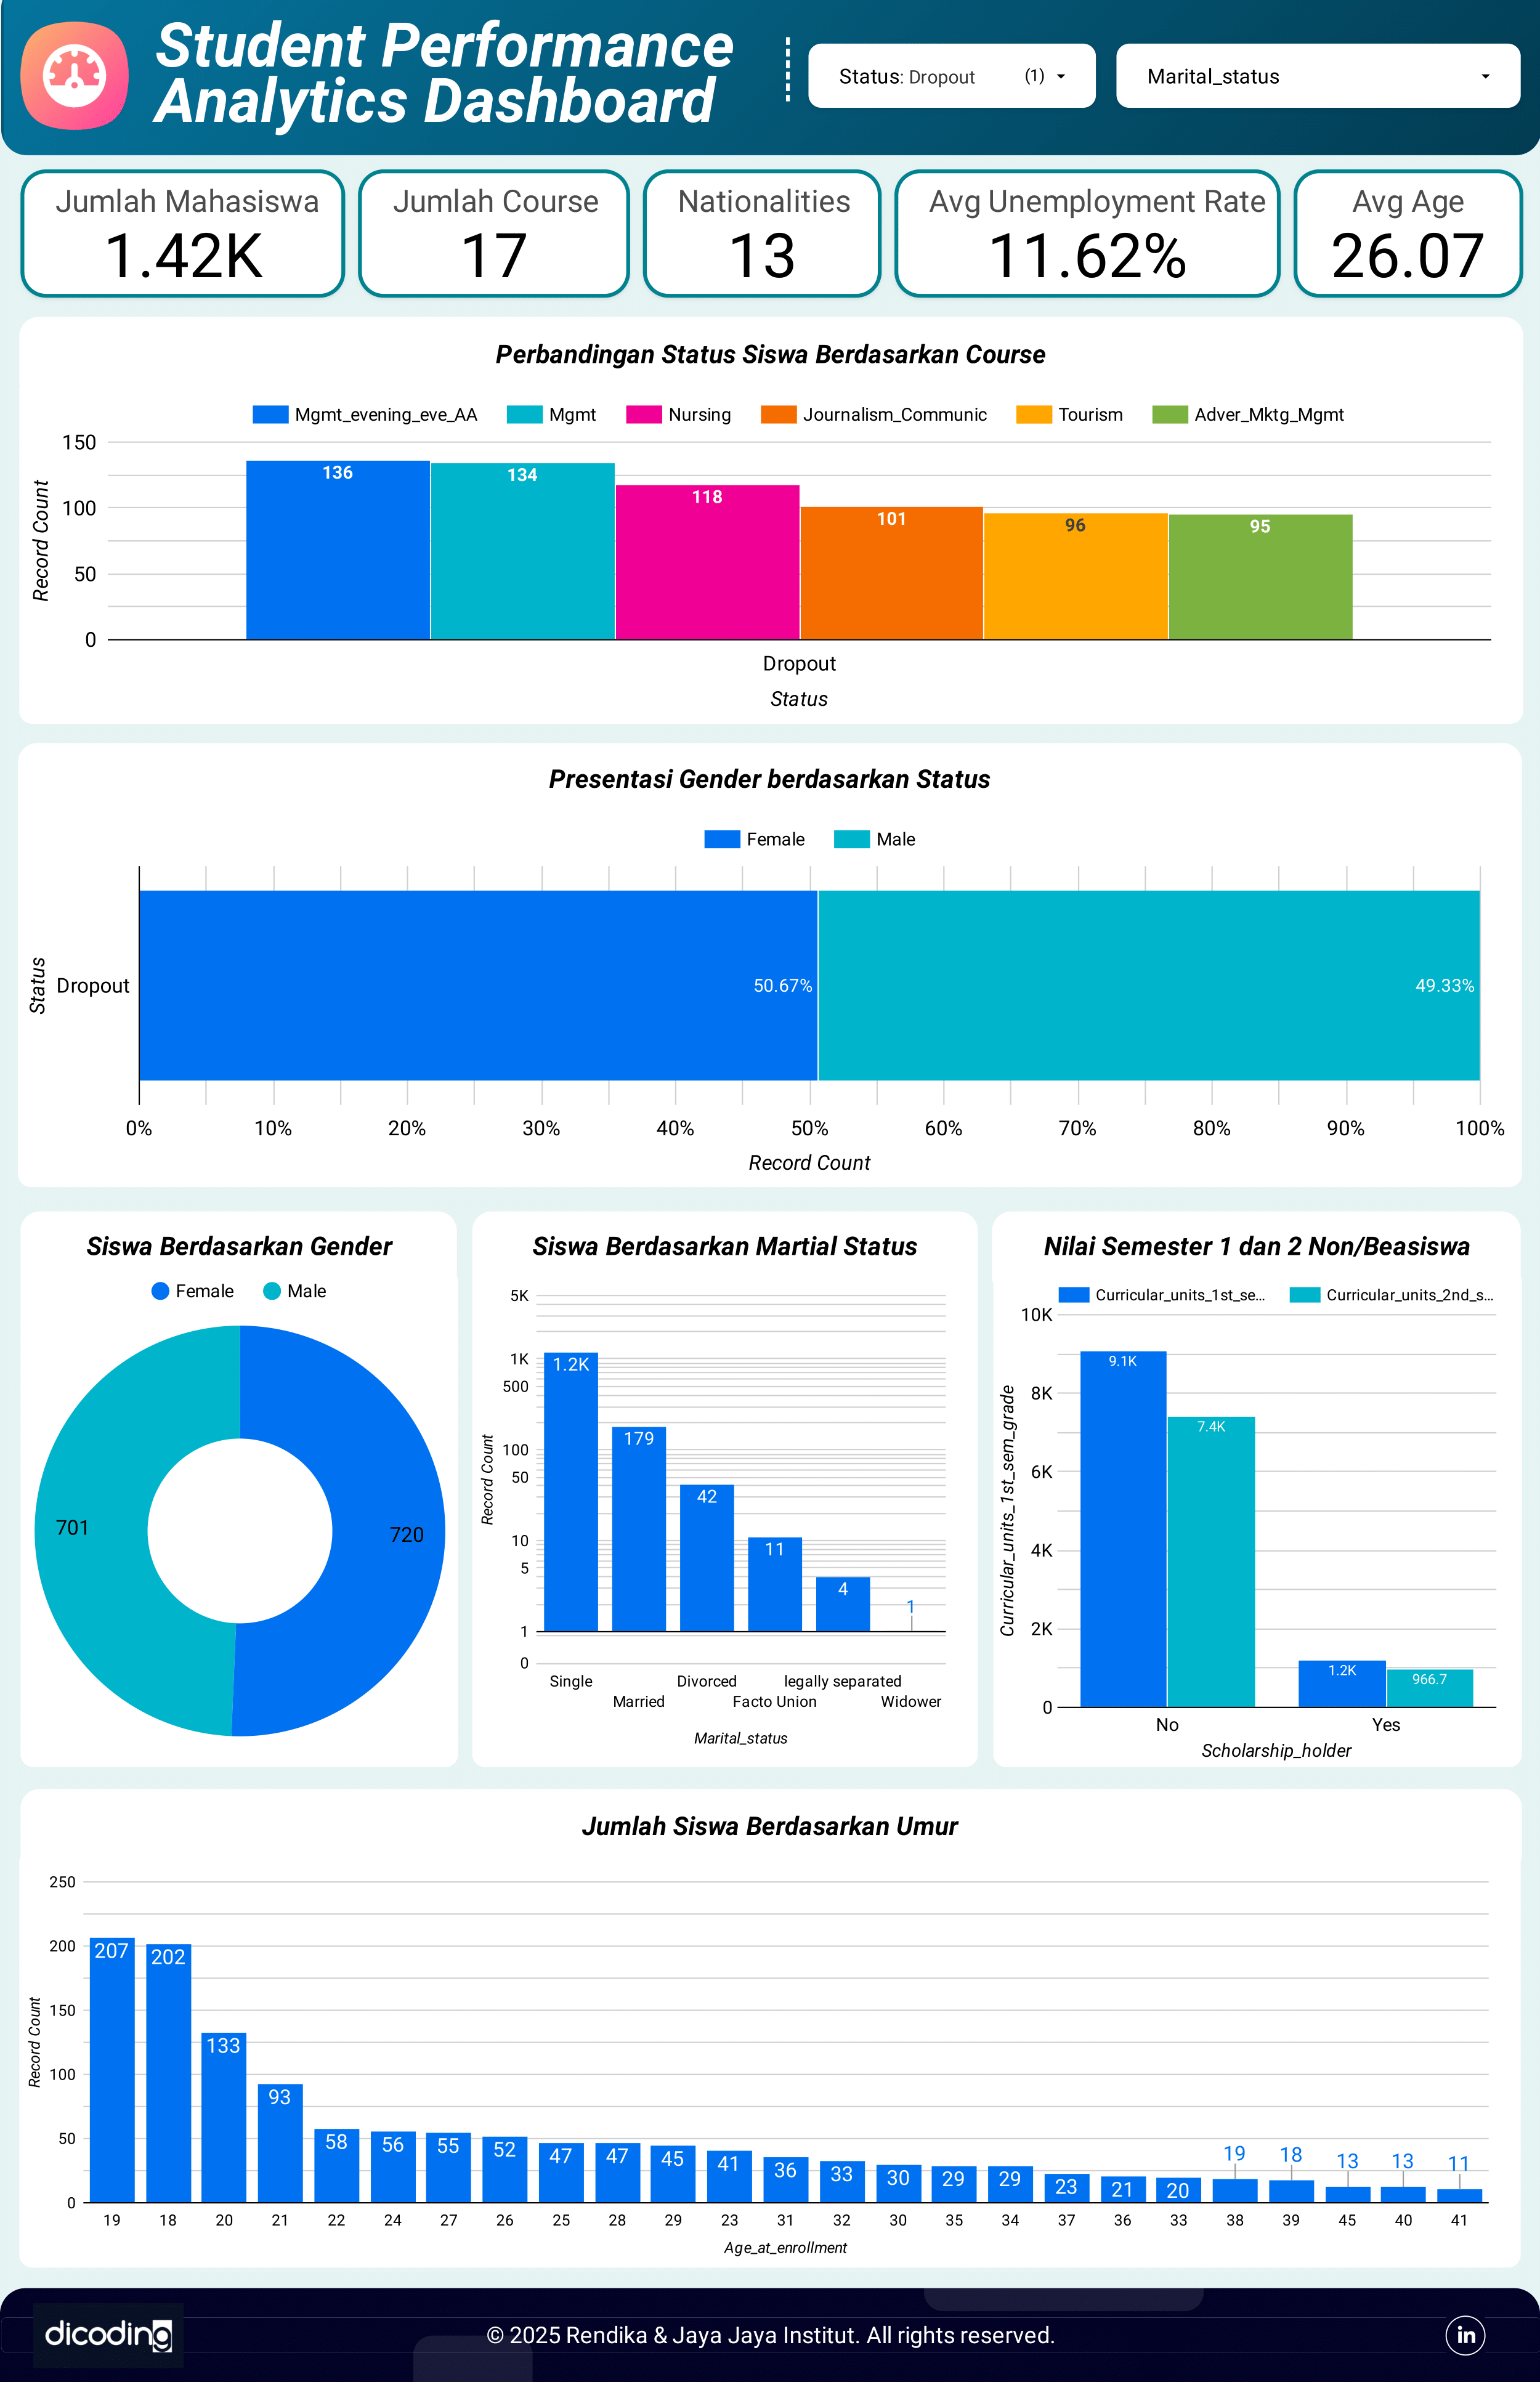 Student Performance
Analytics Dashboard
Status: Dropout (1)
Marital_status
Jumlah Mahasiswa
1.42K
Jumlah Course
17
Nationalities
13
Avg Unemployment Rate
11.62%
Avg Age
26.07
Perbandingan Status Siswa Berdasarkan Course
Mgmt_evening_eve_AA Mgmt Nursing Journalism_Communic Tourism Adver_Mktg_Mgmt
Record Count
150
100
50
0
136 134 118 101 96 95
Dropout
Status
Presentasi Gender berdasarkan Status
Female Male
Status
Dropout
50.67% 49.33%
0% 10% 20% 30% 40% 50% 60% 70% 80% 90% 100%
Record Count
Siswa Berdasarkan Gender
Female Male
701 720
Siswa Berdasarkan Martial Status
Record Count
5K
1K
500
100
50
10
5
1
0
1.2K 179 42 11 4 1
Single Divorced legally separated
Married Facto Union Widower
Marital_status
Nilai Semester 1 dan 2 Non/Beasiswa
Curricular_units_1st_se... Curricular_units_2nd_s...
Curricular_units_1st_sem_grade
10K
8K
6K
4K
2K
0
9.1K 7.4K 1.2K 966.7
No Yes
Scholarship_holder
Jumlah Siswa Berdasarkan Umur
Record Count
250
200
150
100
50
0
207 202 133 93 58 56 55 52 47 47 45 41 36 33 30 29 29 23 21 20 19 18 13 13 11
19 18 20 21 22 24 27 26 25 28 29 23 31 32 30 35 34 37 36 33 38 39 45 40 41
Age_at_enrollment
dicoding
© 2025 Rendika & Jaya Jaya Institut. All rights reserved.
in